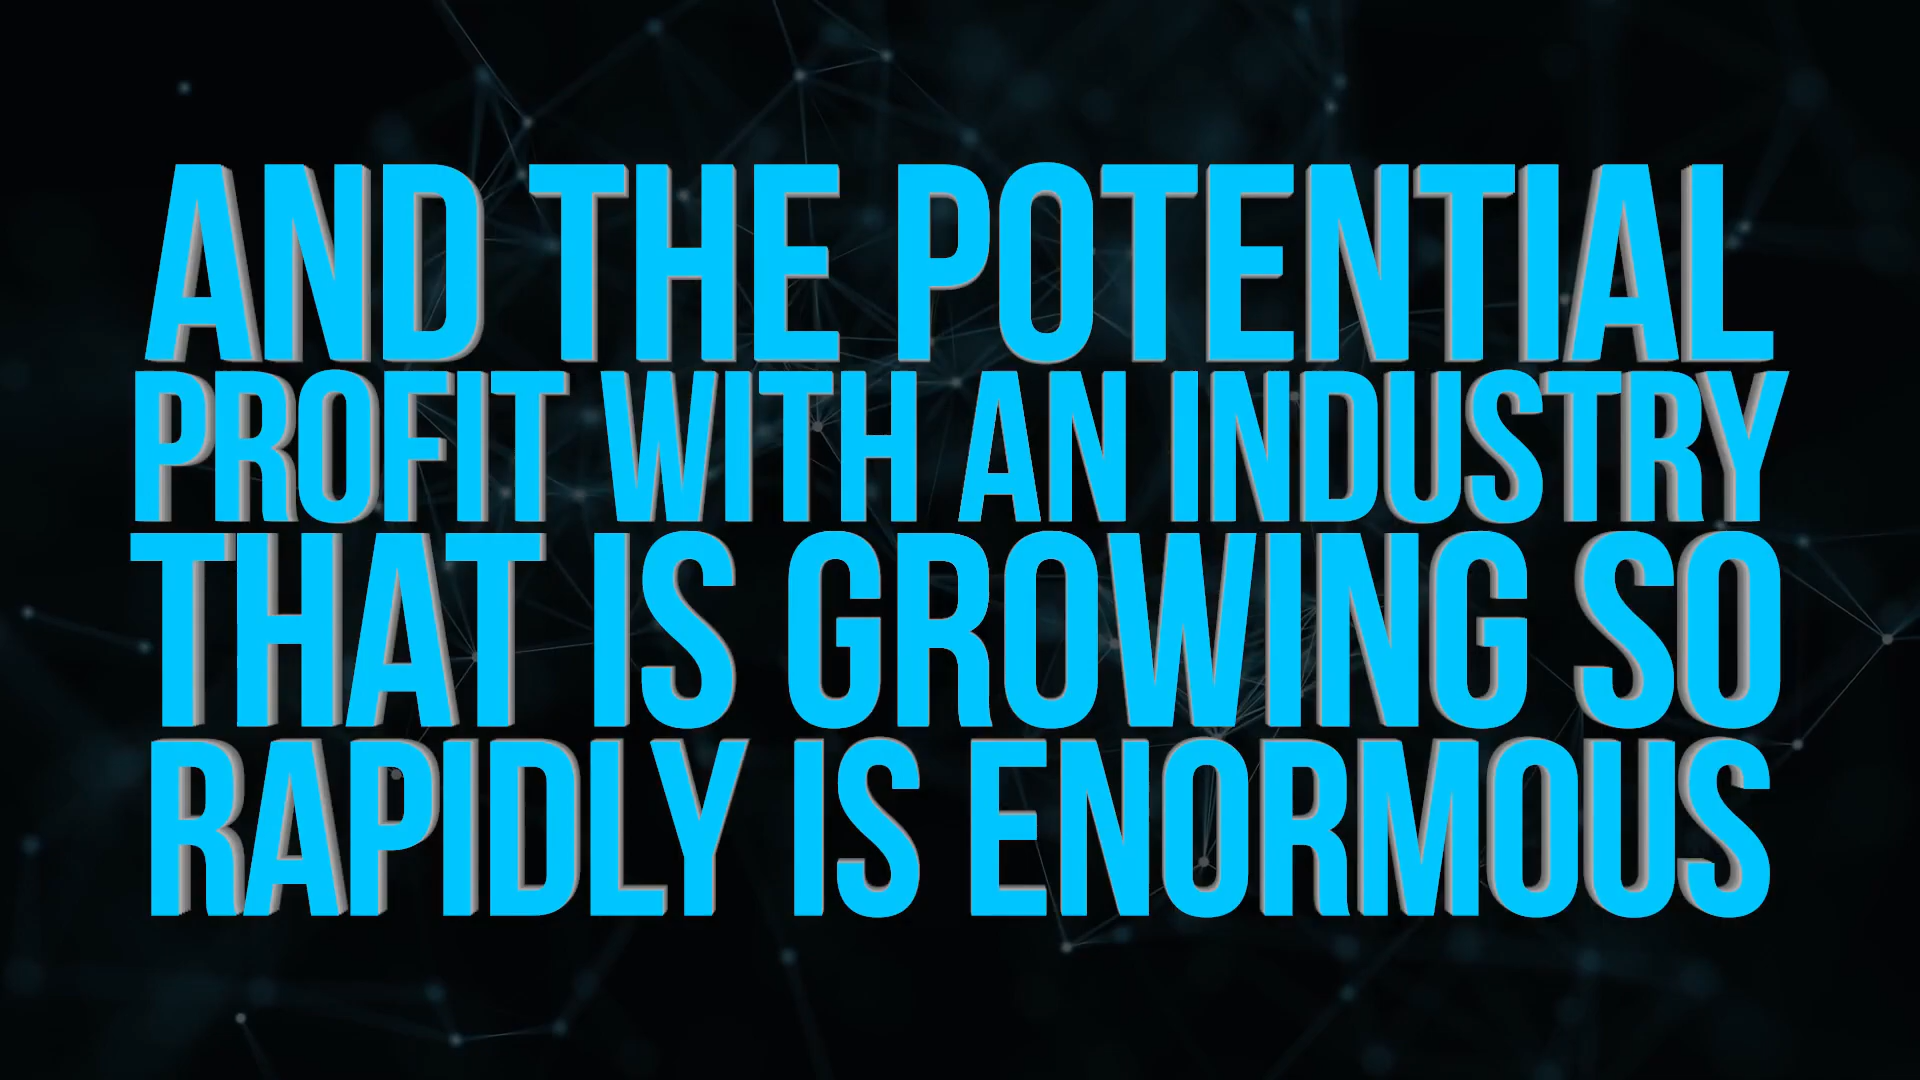 AND THE POTENTIAL
PROFIT WITH AN INDUSTRY
THAT IS GROWING SO
RAPIDLY IS ENORMOUS